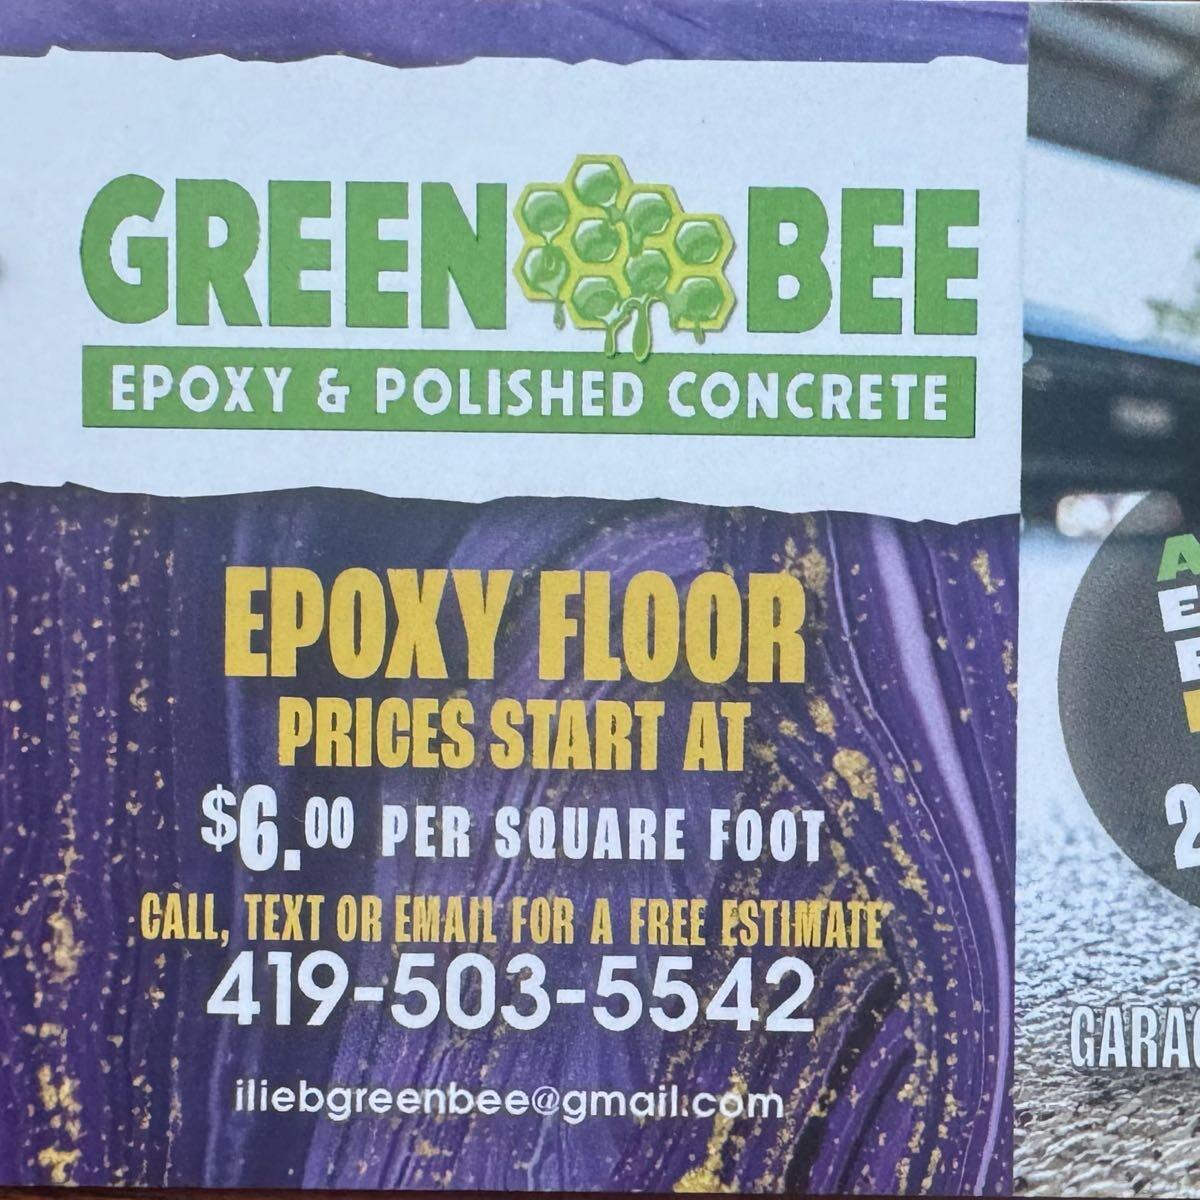 GREEN BEE
EPOXY & POLISHED CONCRETE
EPOXY FLOOR
PRICES START AT
$6.00 PER SQUARE FOOT
CALL, TEXT OR EMAIL FOR A FREE ESTIMATE
419-503-5542
iliebgreenbee@gmail.com